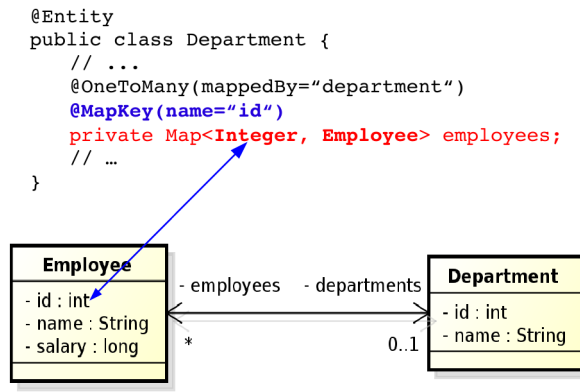 @Entity
public class Department {
// ...
@OneToMany(mappedBy=“department“)
@MapKey(name=“id“)
private Map<Integer, Employee> employees;
// …
}
Employee
- id : int
- name : String
- salary : long
- employees
- departments
*
0..1
Department
- id : int
- name : String